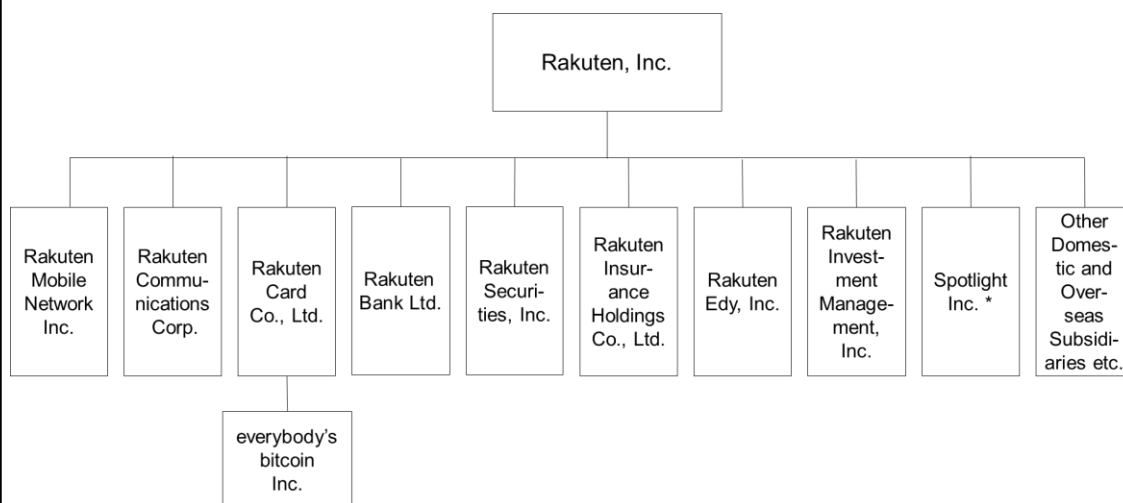 Rakuten, Inc.
Rakuten
Mobile
Network
Inc.
Rakuten
Commu-
nications
Corp.
Rakuten
Card
Co., Ltd.
Rakuten
Bank Ltd.
Rakuten
Securi-
ties, Inc.
Rakuten
Insur-
ance
Holdings
Co., Ltd.
Rakuten
Edy, Inc.
Rakuten
Invest-
ment
Manage-
ment,
Inc.
Spotlight
Inc. *
Other
Domes-
tic and
Over-
seas
Subsidi-
aries etc.
everybody's
bitcoin
Inc.